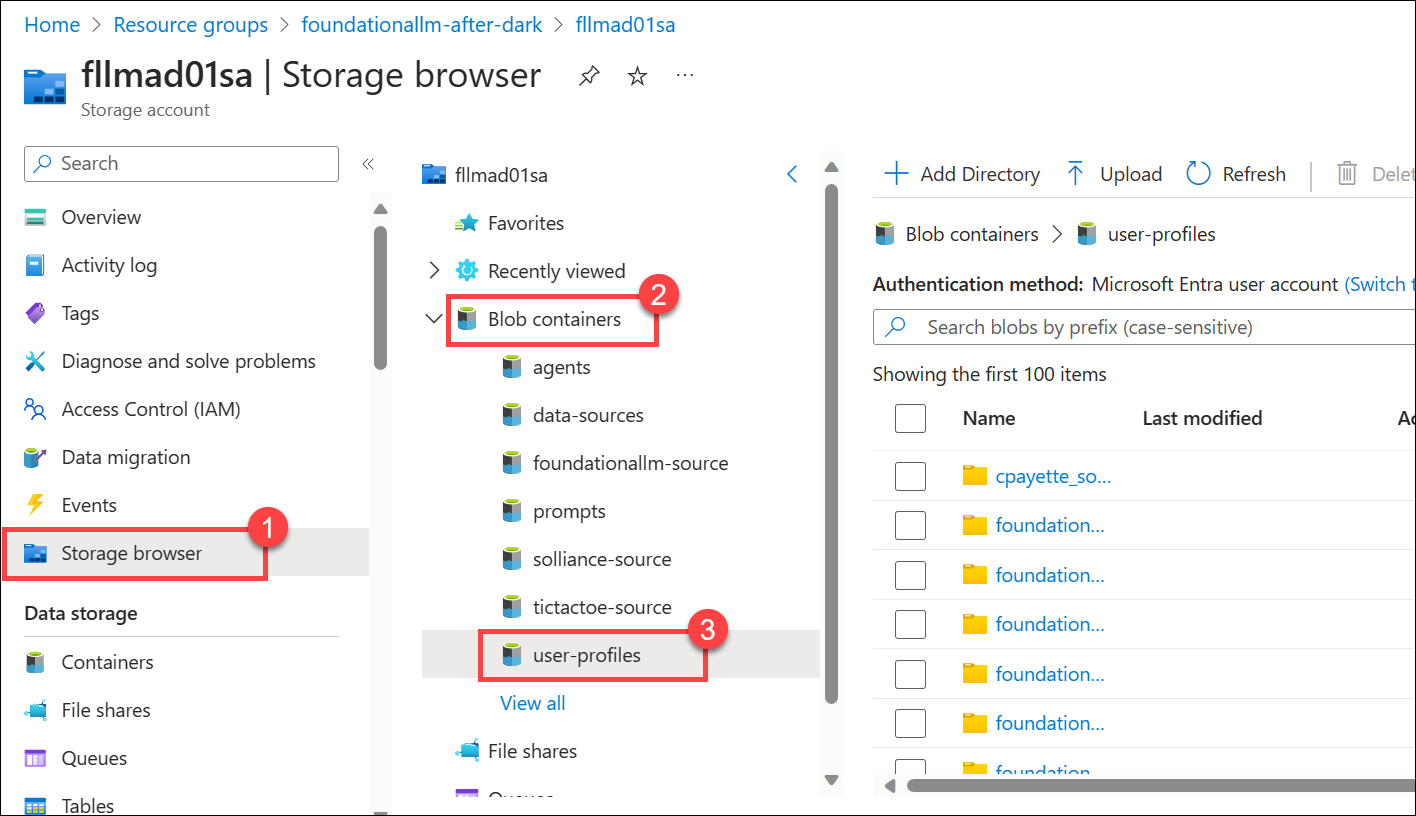 Home > Resource groups > foundationallm-after-dark > fllmad01sa
fllmad01sa | Storage browser
Storage account
Search
Overview
Activity log
Tags
Diagnose and solve problems
Access Control (IAM)
Data migration
Events
1
Storage browser
Data storage
Containers
File shares
Queues
Tables
fllmad01sa
Favorites
Recently viewed
2
Blob containers
agents
data-sources
foundationallm-source
prompts
solliance-source
tictactoe-source
3
user-profiles
View all
File shares
Queues
Add Directory Upload Refresh | Delet
Blob containers > user-profiles
Authentication method: Microsoft Entra user account (Switch t
Search blobs by prefix (case-sensitive)
Showing the first 100 items
Name Last modified Ac
cpayette_so...
foundation...
foundation...
foundation...
foundation...
foundation...
foundation